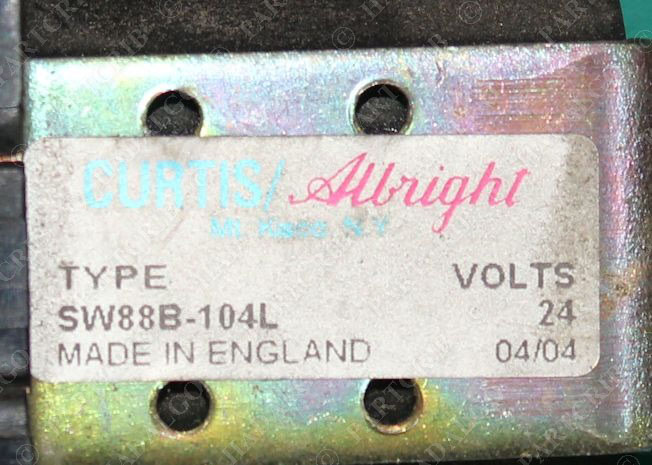 CURTIS/Albright
Mt. Kisco N.Y
TYPE VOLTS
SW88B-104L 24
MADE IN ENGLAND 04/04